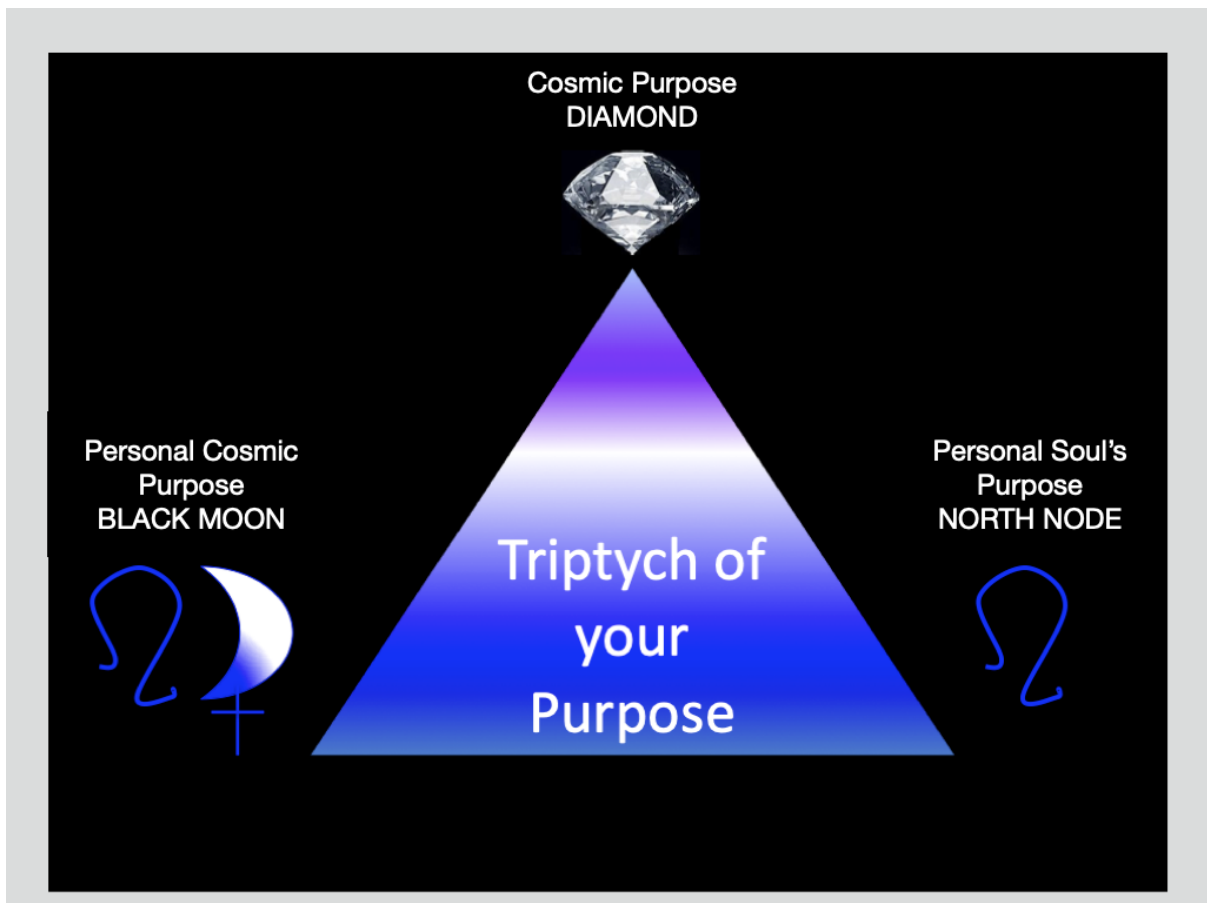 Cosmic Purpose
DIAMOND
Personal Cosmic
Purpose
BLACK MOON
Personal Soul's
Purpose
NORTH NODE
Triptych of
your
Purpose